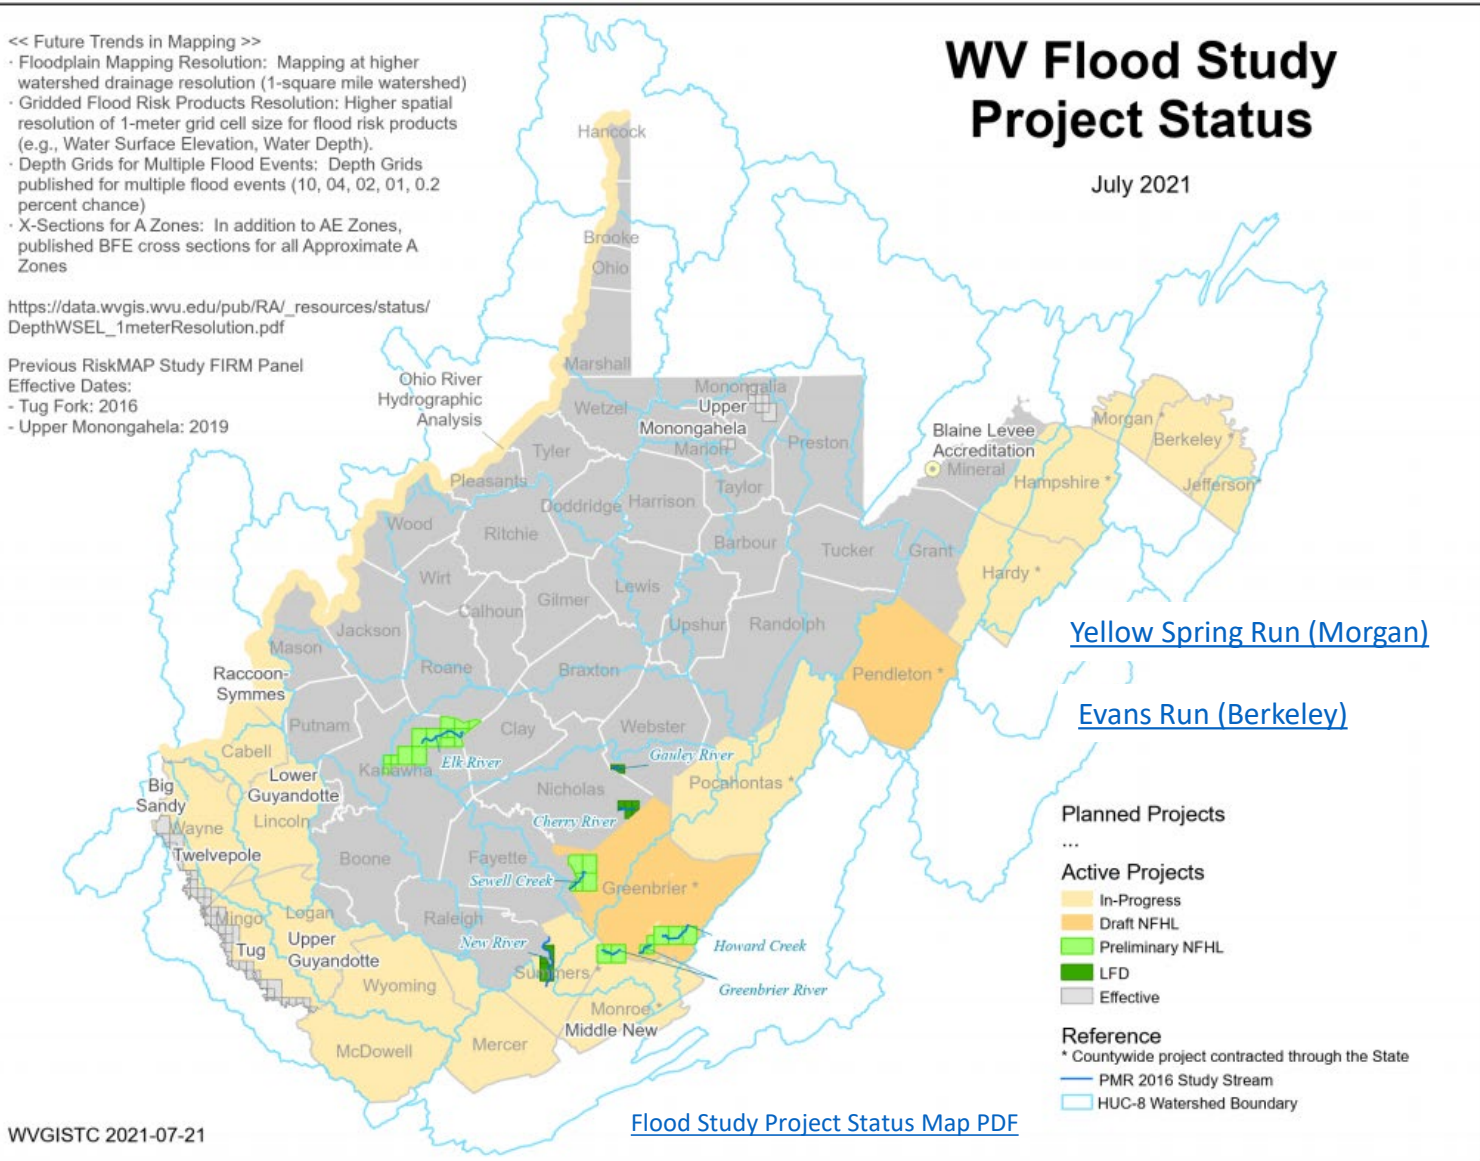 << Future Trends in Mapping >>
· Floodplain Mapping Resolution: Mapping at higher
watershed drainage resolution (1-square mile watershed)
· Gridded Flood Risk Products Resolution: Higher spatial
resolution of 1-meter grid cell size for flood risk products
(e.g., Water Surface Elevation, Water Depth).
· Depth Grids for Multiple Flood Events: Depth Grids
published for multiple flood events (10, 04, 02, 01, 0.2
percent chance)
· X-Sections for A Zones: In addition to AE Zones,
published BFE cross sections for all Approximate A
Zones
https://data.wvgis.wvu.edu/pub/RA/_resources/status/
DepthWSEL_1meterResolution.pdf
Previous RiskMAP Study FIRM Panel
Effective Dates:
- Tug Fork: 2016
- Upper Monongahela: 2019
WV Flood Study
Project Status
July 2021
Hancock
Brooke
Ohio
Marshall
Ohio River
Hydrographic
Analysis
Wetzel
Monongalia
Upper
Monongahela
Marion
Preston
Tyler
Pleasants
Doddridge
Harrison
Taylor
Blaine Levee
Accreditation
Mineral
Morgan *
Berkeley *
Hampshire *
Jefferson*
Wood
Ritchie
Barbour
Tucker
Grant
Hardy *
Wirt
Calhoun
Gilmer
Lewis
Upshur
Randolph
Jackson
Mason
Roane
Braxton
Pendleton *
Raccoon-
Symmes
Putnam
Clay
Webster
Cabell
Kanawha
Elk River
Gauley River
Lower
Guyandotte
Nicholas
Pocahontas *
Big
Sandy
Wayne
Lincoln
Cherry River
Twelvepole
Boone
Fayette
Sewell Creek
Greenbrier *
Mingo
Logan
Raleigh
Tug
Upper
Guyandotte
New River
Howard Creek
Summers *
Wyoming
Greenbrier River
Monroe *
Middle New
McDowell
Mercer
Yellow Spring Run (Morgan)
Evans Run (Berkeley)
Planned Projects
...
Active Projects
In-Progress
Draft NFHL
Preliminary NFHL
LFD
Effective
Reference
* Countywide project contracted through the State
PMR 2016 Study Stream
HUC-8 Watershed Boundary
Flood Study Project Status Map PDF
WVGISTC 2021-07-21